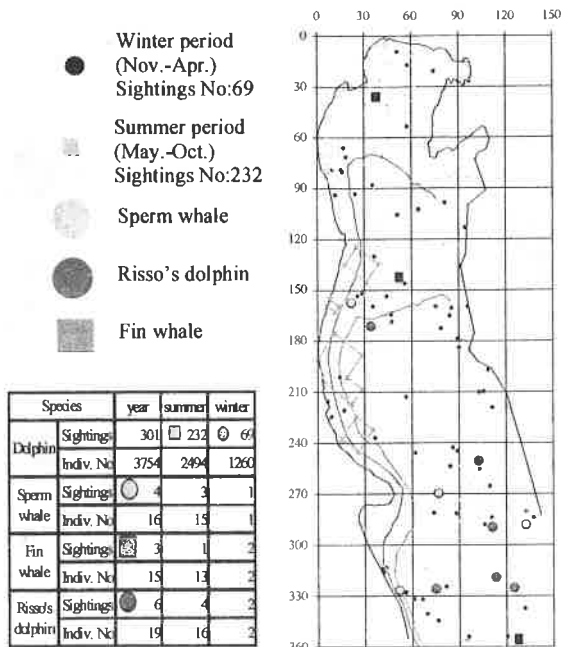 Winter period
(Nov.-Apr.)
Sightings No:69
Summer period
(May.-Oct.)
Sightings No:232
Sperm whale
Risso's dolphin
Fin whale
Species year summer winter
Dolphin Sightings 301 232 69
Indiv. No 3754 2494 1260
Sperm whale Sightings 4 3 1
Indiv. No 16 15 1
Fin whale Sightings 3 1 2
Indiv. No 15 13 2
Risso's dolphin Sightings 6 4 2
Indiv. No 19 16 2
0 30 60 90 120 150
0
30
60
90
120
150
180
210
240
270
300
330
360